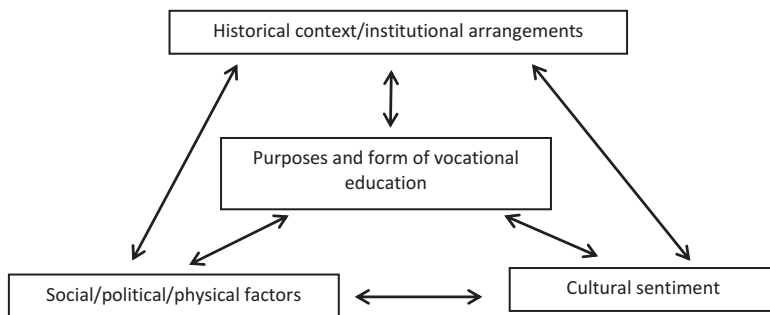 Historical context/institutional arrangements
Purposes and form of vocational
education
Social/political/physical factors
Cultural sentiment